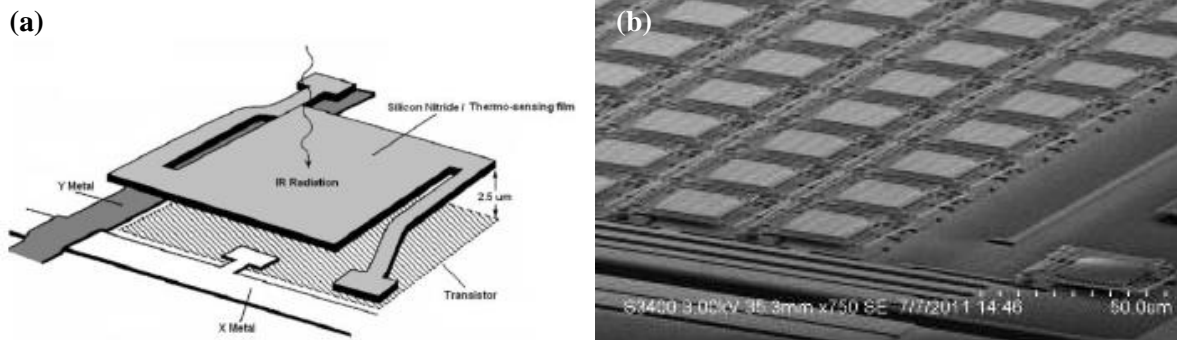 (a)
Silicon Nitride / Thermo-sensing film
IR Radiation
Y Metal
2.5 um
Transistor
X Metal
(b)
S3400 9.00kV 35.3mm x750 SE 7/7/2011 14:46 50.0um